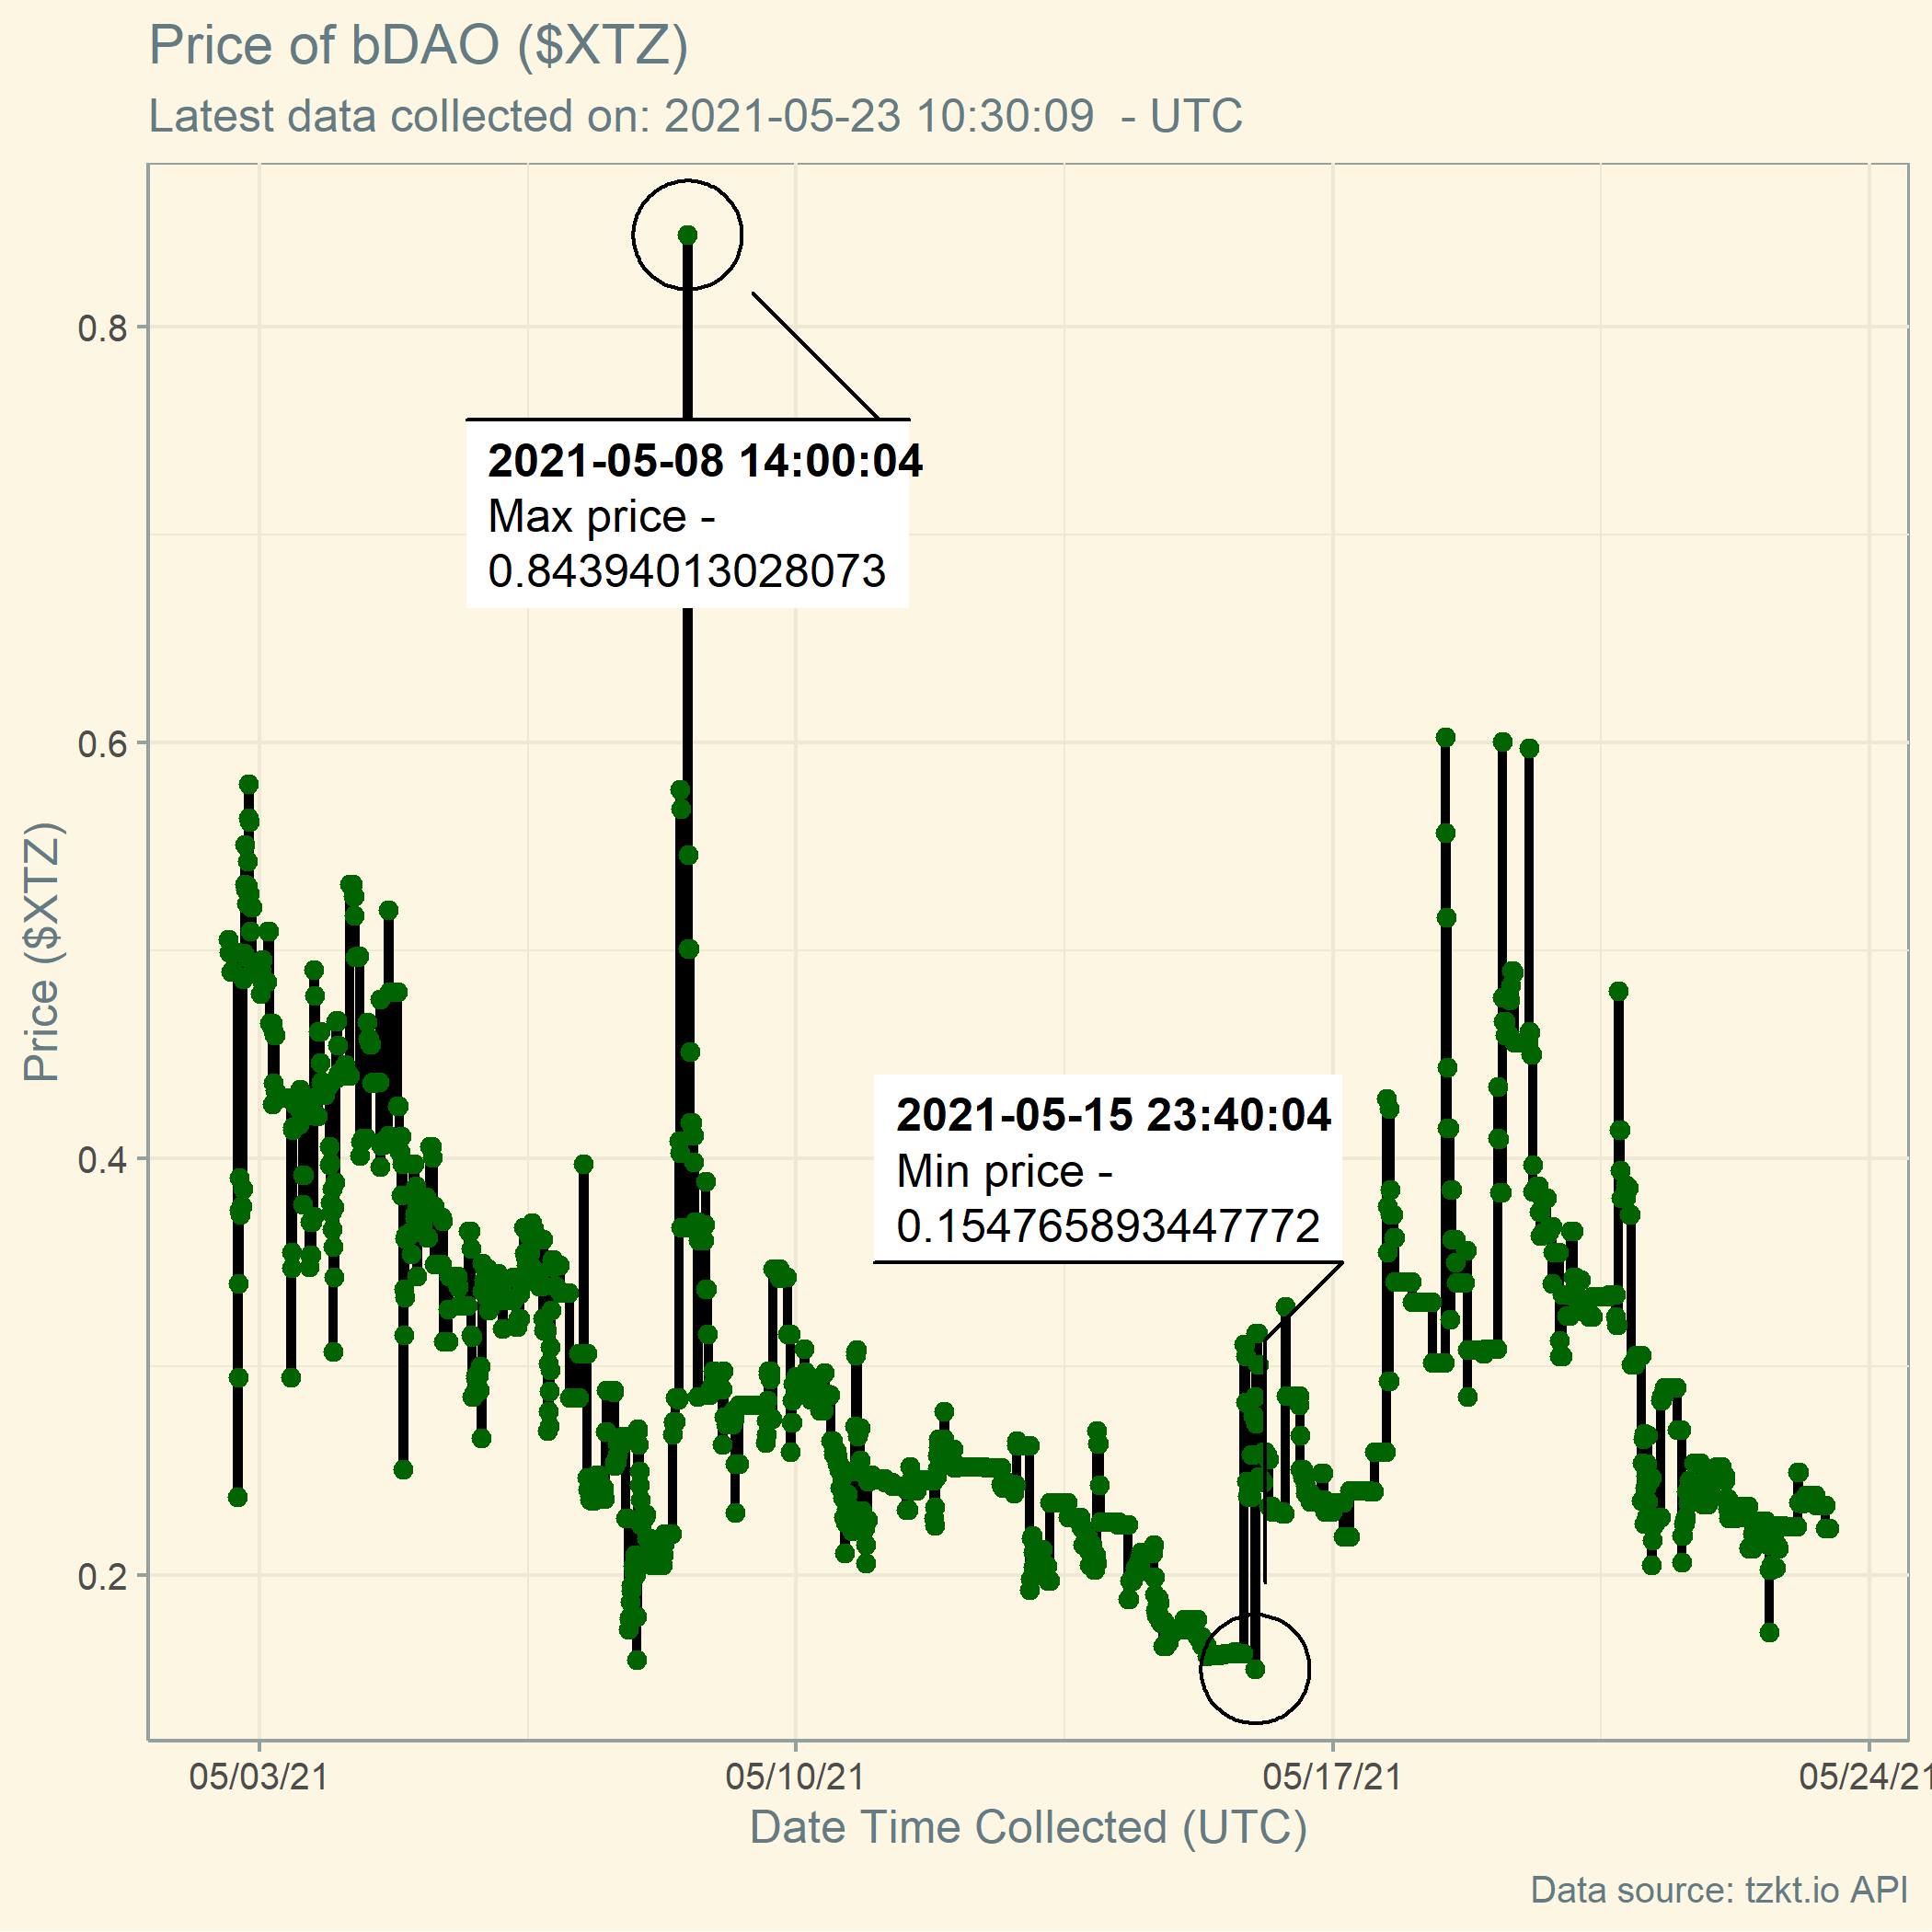 Price of bDAO ($XTZ)
Latest data collected on: 2021-05-23 10:30:09  - UTC
0.8
2021-05-08 14:00:04
Max price -
0.84394013028073
0.6
Price ($XTZ)
2021-05-15 23:40:04
Min price -
0.154765893447772
0.4
0.2
05/03/21
05/10/21
05/17/21
05/24/21
Date Time Collected (UTC)
Data source: tzkt.io API